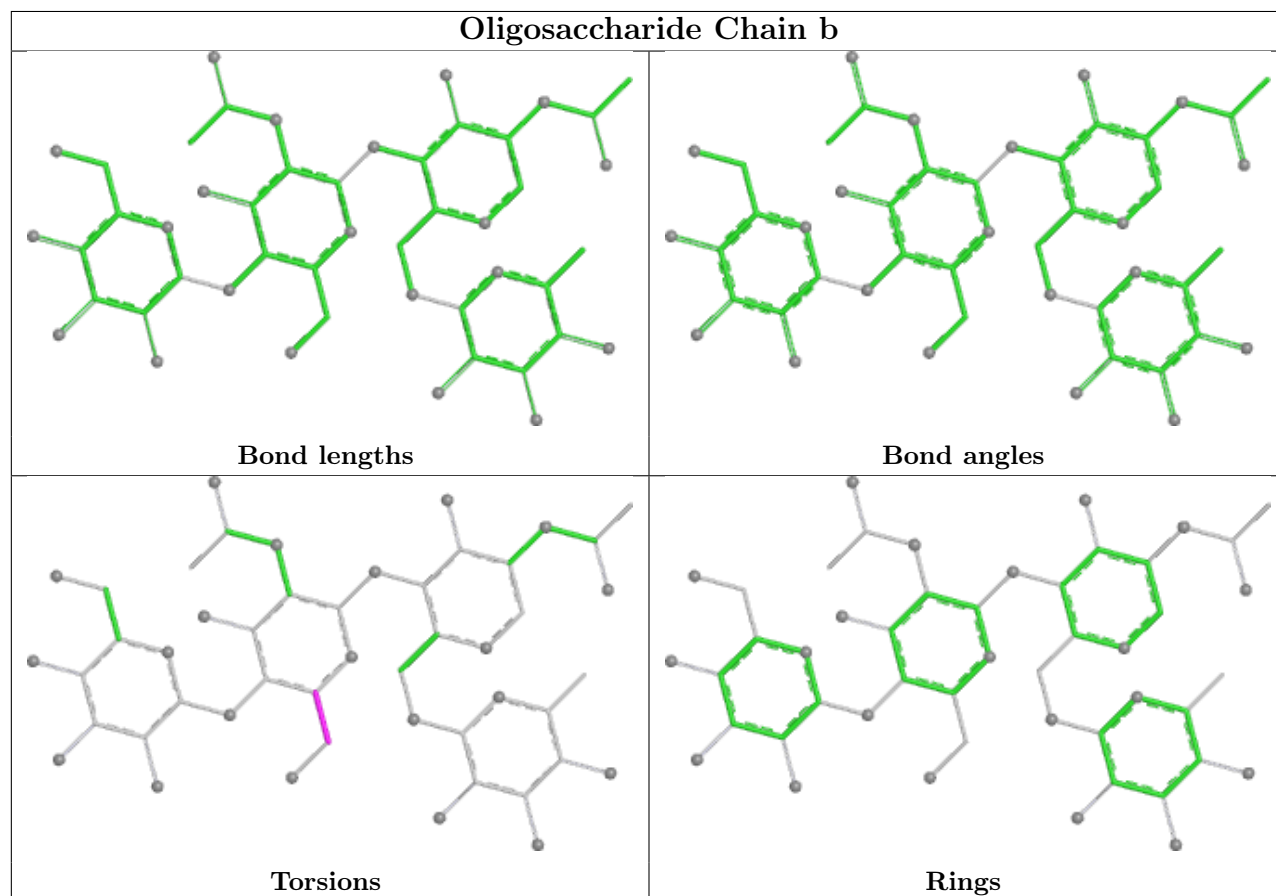 Oligosaccharide Chain b
Bond lengths
Bond angles
Torsions
Rings